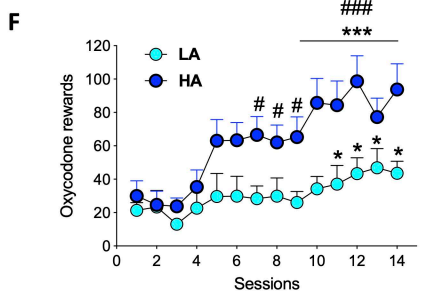 F
###
***
120
100
80
60
40
20
0
Oxycodone rewards
LA
HA
# # #
* * * *
0 2 4 6 8 10 12 14
Sessions